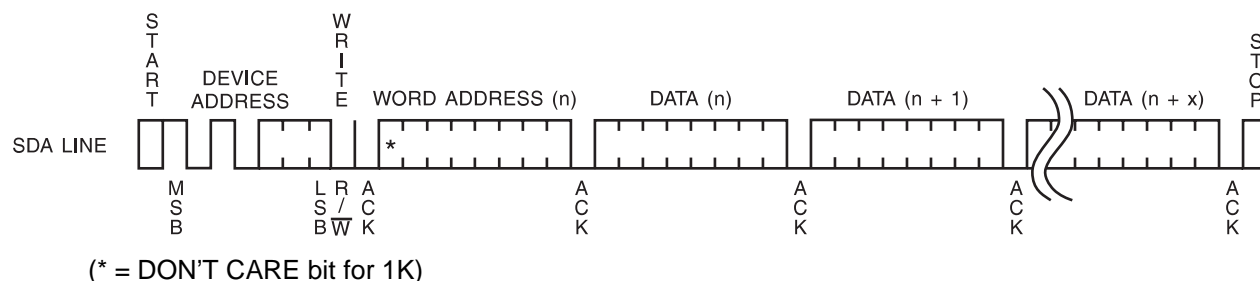 START
WRITE
STOP
DEVICE
ADDRESS
WORD ADDRESS (n)
DATA (n)
DATA (n + 1)
DATA (n + x)
SDA LINE
*
MSB
LSB
R/W
ACK
ACK
ACK
ACK
ACK
(* = DON'T CARE bit for 1K)